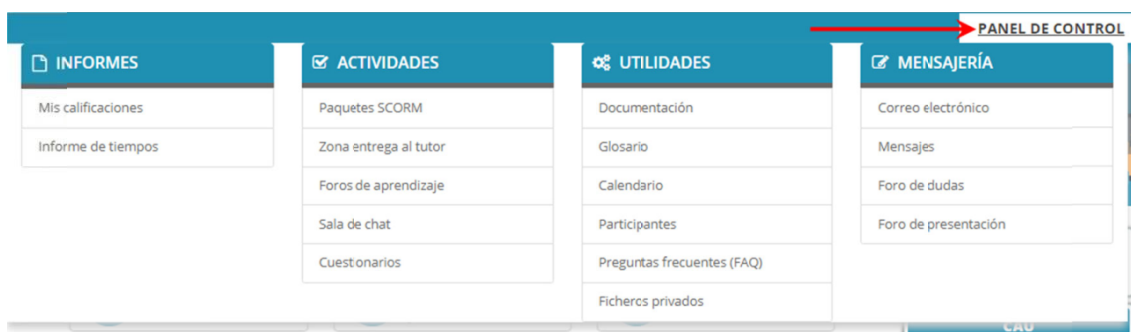 PANEL DE CONTROL
INFORMES
Mis calificaciones
Informe de tiempos
ACTIVIDADES
Paquetes SCORM
Zona entrega al tutor
Foros de aprendizaje
Sala de chat
Cuestionarios
UTILIDADES
Documentación
Glosario
Calendario
Participantes
Preguntas frecuentes (FAQ)
Ficheros privados
MENSAJERÍA
Correo electrónico
Mensajes
Foro de dudas
Foro de presentación
CAU